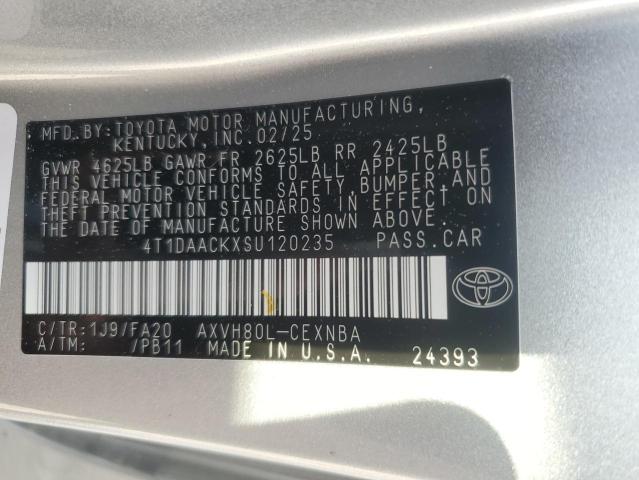 MFD. BY: TOYOTA MOTOR MANUFACTURING,
KENTUCKY, INC. 02/25
GVWR 4625LB GAWR FR 2625LB RR 2425LB
THIS VEHICLE CONFORMS TO ALL APPLICABLE
FEDERAL MOTOR VEHICLE SAFETY, BUMPER, AND
THEFT PREVENTION STANDARDS IN EFFECT ON
THE DATE OF MANUFACTURE SHOWN ABOVE.
4T1DAACKXSU120235 PASS.CAR
C/TR:1J9/FA20 AXVH80L-CEXNBA
A/TM: /PB11 MADE IN U.S.A. 24393